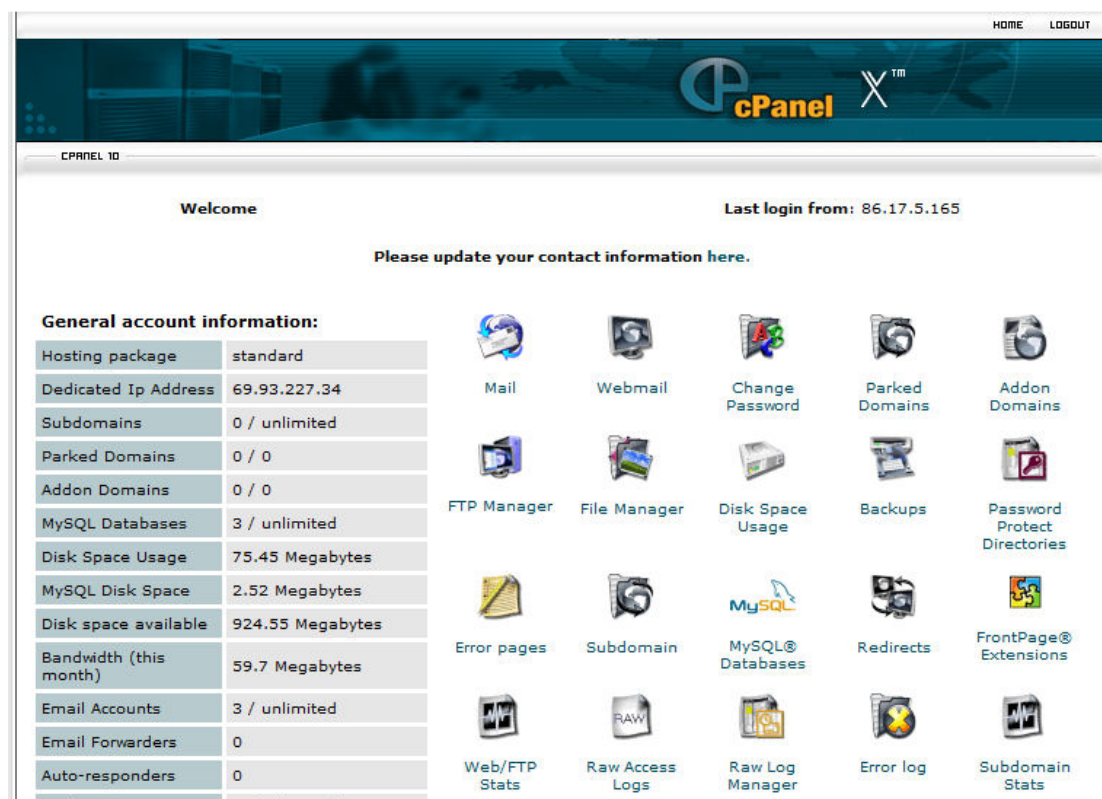 HOME LOGOUT
cPanel X™
CPANEL 10
Welcome
Last login from: 86.17.5.165
Please update your contact information here.
General account information:
Hosting package standard
Dedicated Ip Address 69.93.227.34
Subdomains 0 / unlimited
Parked Domains 0 / 0
Addon Domains 0 / 0
MySQL Databases 3 / unlimited
Disk Space Usage 75.45 Megabytes
MySQL Disk Space 2.52 Megabytes
Disk space available 924.55 Megabytes
Bandwidth (this
month) 59.7 Megabytes
Email Accounts 3 / unlimited
Email Forwarders 0
Auto-responders 0
Mail Webmail Change
Password Parked
Domains Addon
Domains
FTP Manager File Manager Disk Space
Usage Backups Password
Protect
Directories
MySQL
Error pages Subdomain MySQL®
Databases Redirects FrontPage®
Extensions
RAW
Web/FTP
Stats Raw Access
Logs Raw Log
Manager Error log Subdomain
Stats